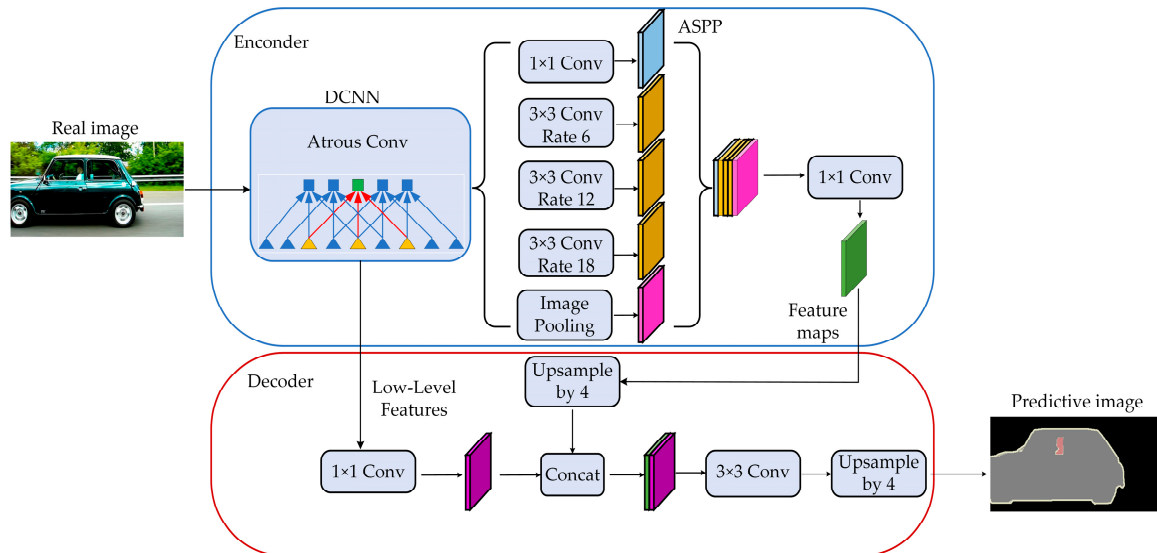 Enconder
ASPP
DCNN
Real image
Atrous Conv
1×1 Conv
3×3 Conv
Rate 6
3×3 Conv
Rate 12
3×3 Conv
Rate 18
Image
Pooling
1×1 Conv
Feature
maps
Decoder
Low-Level
Features
Upsample
by 4
1×1 Conv
Concat
3×3 Conv
Upsample
by 4
Predictive image